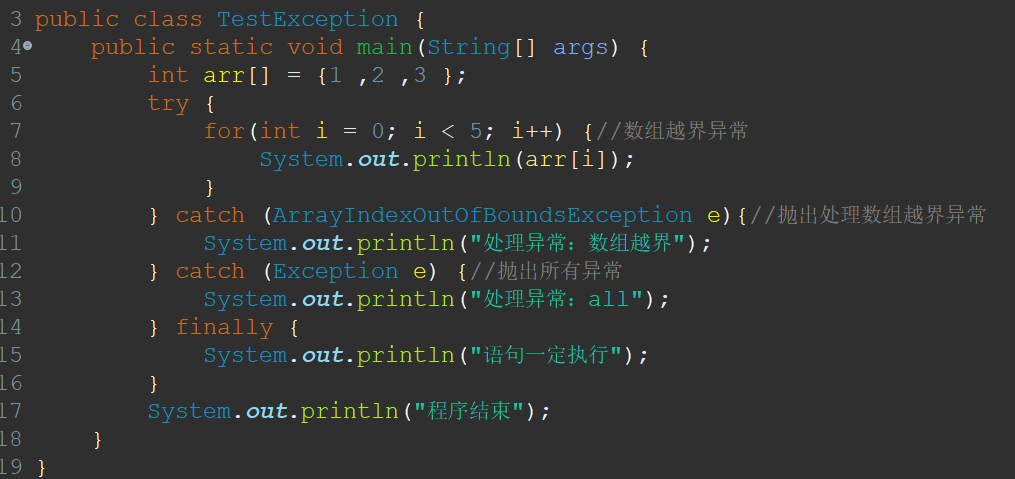 3 public class TestException {
4 public static void main(String[] args) {
5 int arr[] = {1 ,2 ,3 };
6 try {
7 for(int i = 0; i < 5; i++) {//数组越界异常
8 System.out.println(arr[i]);
9 }
10 } catch (ArrayIndexOutOfBoundsException e){//抛出处理数组越界异常
11 System.out.println("处理异常：数组越界");
12 } catch (Exception e) {//抛出所有异常
13 System.out.println("处理异常：all");
14 } finally {
15 System.out.println("语句一定执行");
16 }
17 System.out.println("程序结束");
18 }
19 }